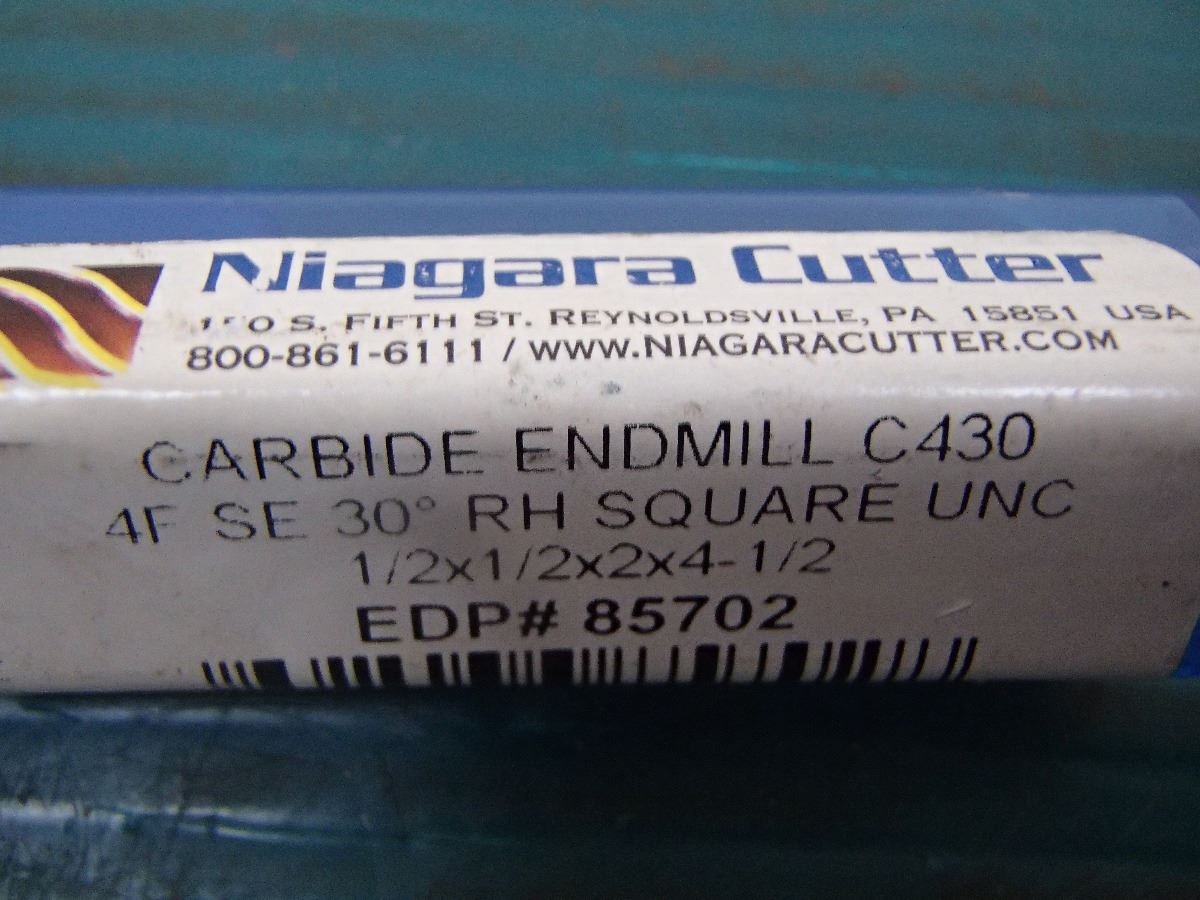 Niagara Cutter
S. FIFTH ST. REYNOLDSVILLE, PA 15851 USA
800-861-6111 / WWW.NIAGARACUTTER.COM
CARBIDE ENDMILL C430
4F SE 30° RH SQUARE UNC
1/2x1/2x2x4-1/2
EDP# 85702